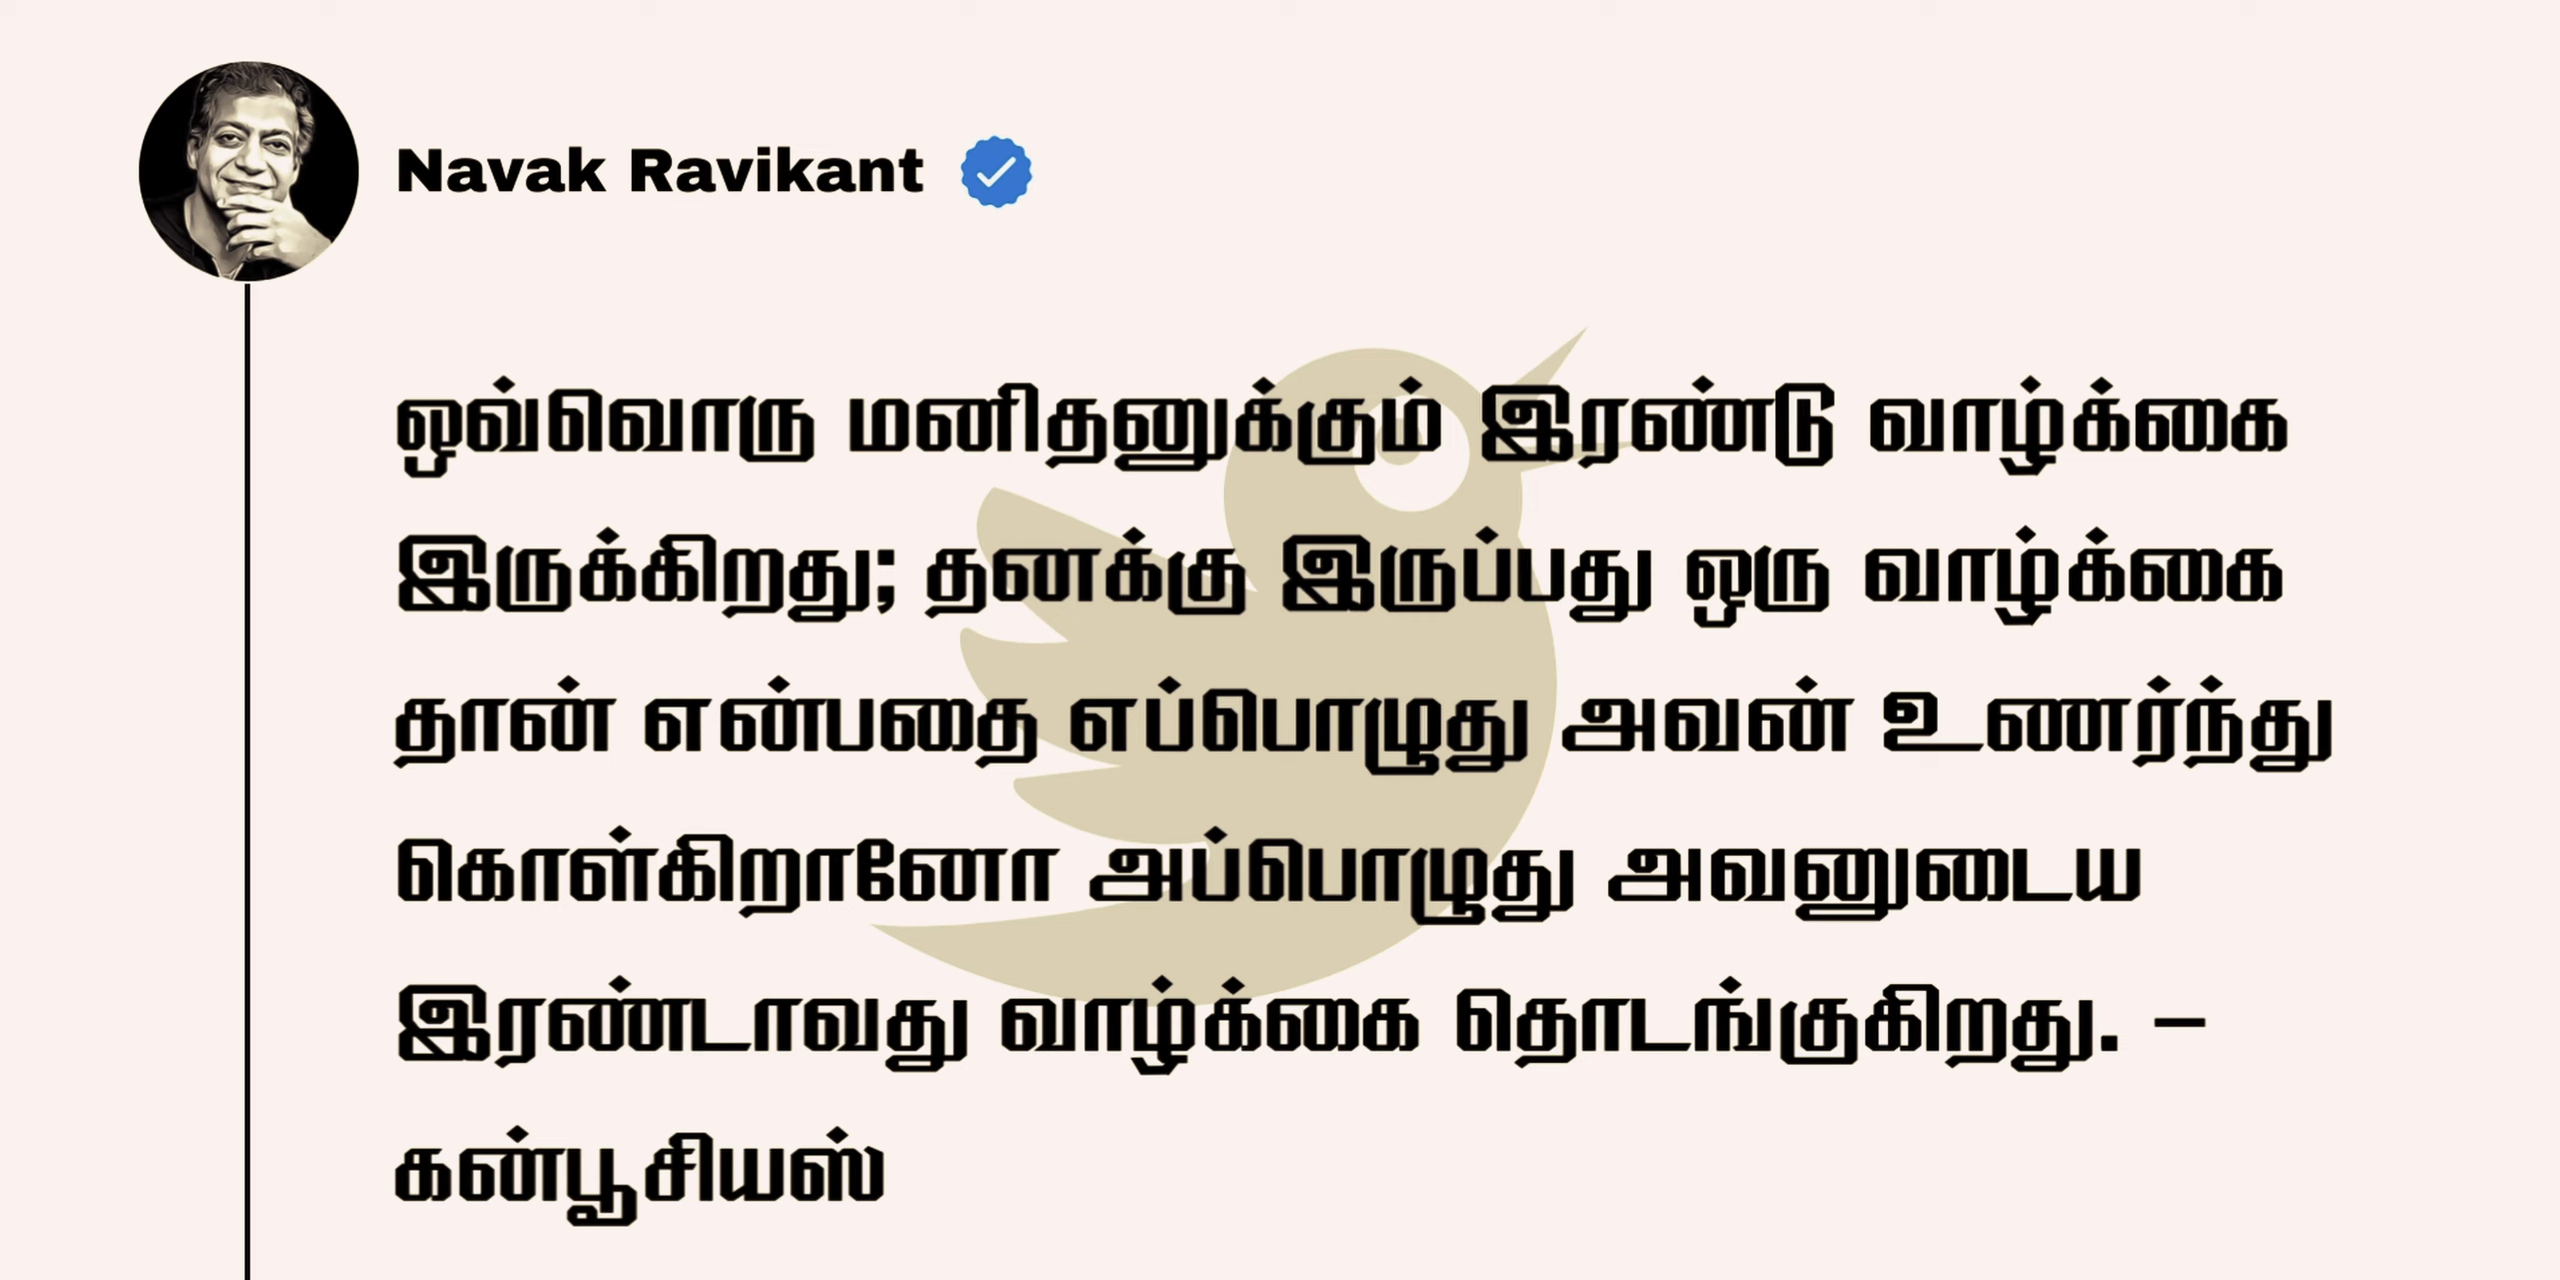 Navak Ravikant
ஒவ்வொரு மனிதனுக்கும் இரண்டு வாழ்க்கை
இருக்கிறது; தனக்கு இருப்பது ஒரு வாழ்க்கை
தான் என்பதை எப்பொழுது அவன் உணர்ந்து
கொள்கிறானோ அப்பொழுது அவனுடைய
இரண்டாவது வாழ்க்கை தொடங்குகிறது. –
கன்பூசியஸ்